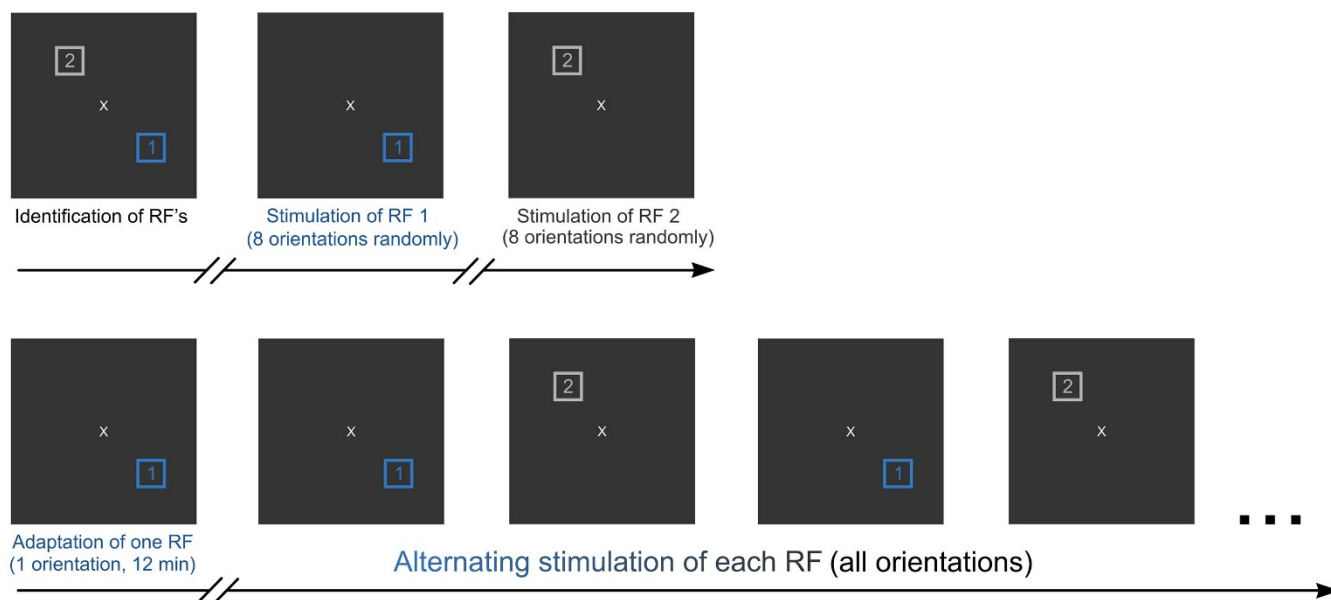 2
x
1
x
1
2
x
Identification of RF's
Stimulation of RF 1
(8 orientations randomly)
Stimulation of RF 2
(8 orientations randomly)
x
1
x
1
2
x
x
1
2
x
...
Adaptation of one RF
(1 orientation, 12 min)
Alternating stimulation of each RF (all orientations)